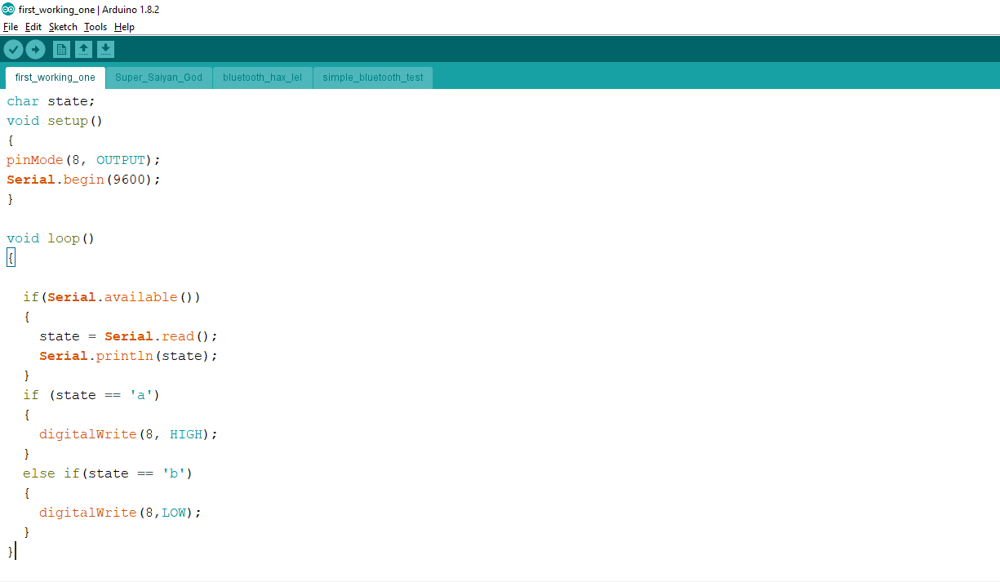 first_working_one | Arduino 1.8.2
File Edit Sketch Tools Help
first_working_one Super_Saiyan_God bluetooth_hax_lel simple_bluetooth_test
char state;
void setup()
{
pinMode(8, OUTPUT);
Serial.begin(9600);
}
void loop()
{
if(Serial.available())
{
state = Serial.read();
Serial.println(state);
}
if (state == 'a')
{
digitalWrite(8, HIGH);
}
else if(state == 'b')
{
digitalWrite(8,LOW);
}
}